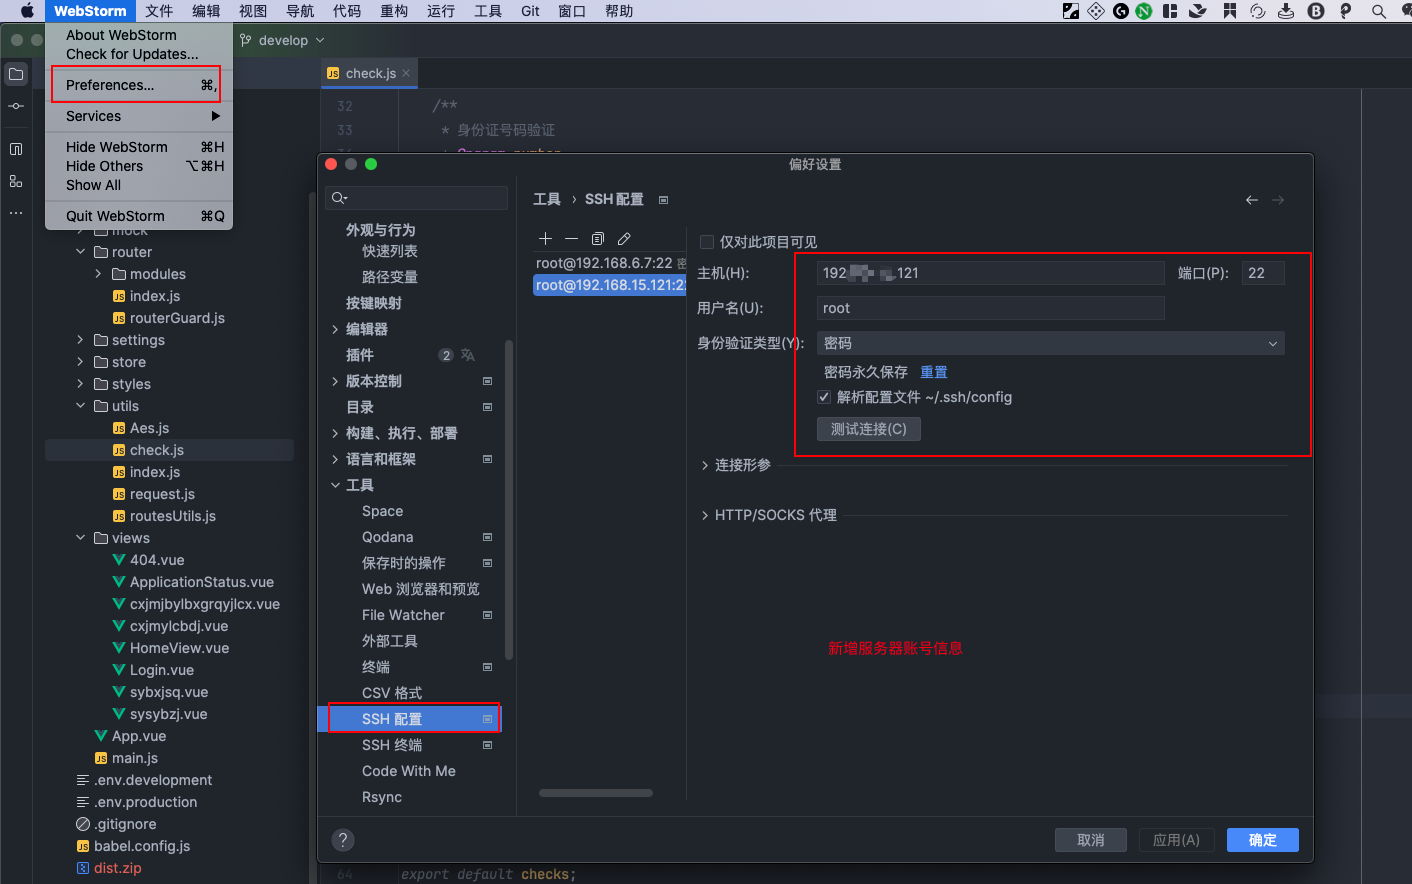 WebStorm 文件 编辑 视图 导航 代码 重构 运行 工具 Git 窗口 帮助
About WebStorm
Check for Updates...
Preferences... ⌘,
Services
Hide WebStorm ⌘H
Hide Others ⌥⌘H
Show All
Quit WebStorm ⌘Q
develop
check.js
32 /**
33 * 身份证号码验证
mock
router
modules
index.js
routerGuard.js
settings
store
styles
utils
Aes.js
check.js
index.js
request.js
routesUtils.js
views
404.vue
ApplicationStatus.vue
cxjmjbylbxgrqyjlcx.vue
cxjmylcbdj.vue
HomeView.vue
Login.vue
sybxjsq.vue
sysybzj.vue
App.vue
main.js
.env.development
.env.production
.gitignore
babel.config.js
dist.zip
偏好设置
外观与行为
快速列表
路径变量
按键映射
编辑器
插件 2
版本控制
目录
构建、执行、部署
语言和框架
工具
Space
Qodana
保存时的操作
Web 浏览器和预览
File Watcher
外部工具
终端
CSV 格式
SSH 配置
SSH 终端
Code With Me
Rsync
工具 › SSH 配置
root@192.168.6.7:22 密
root@192.168.15.121:22
仅对此项目可见
主机(H): 192 .121 端口(P): 22
用户名(U): root
身份验证类型(Y): 密码
密码永久保存 重置
解析配置文件 ~/.ssh/config
测试连接(C)
连接形参
HTTP/SOCKS 代理
新增服务器账号信息
? 取消 应用(A) 确定
64 export default checks;